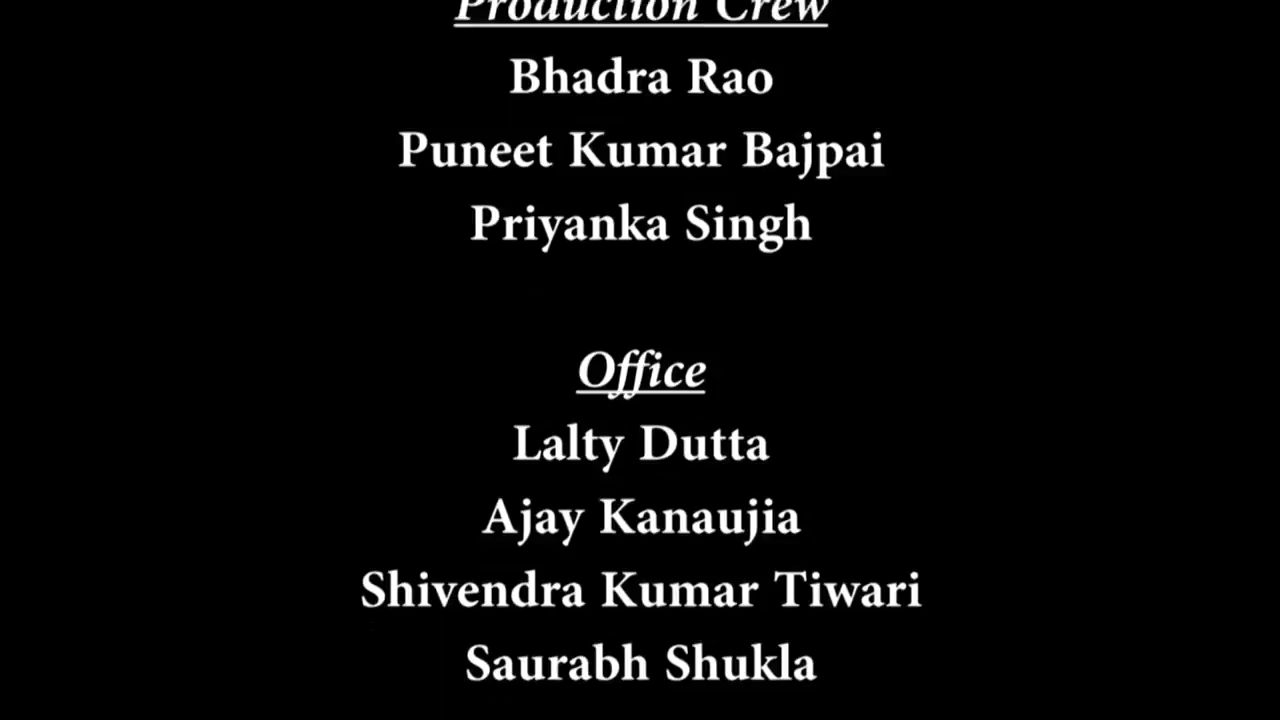 Production Crew
Bhadra Rao
Puneet Kumar Bajpai
Priyanka Singh
Office
Lalty Dutta
Ajay Kanaujia
Shivendra Kumar Tiwari
Saurabh Shukla